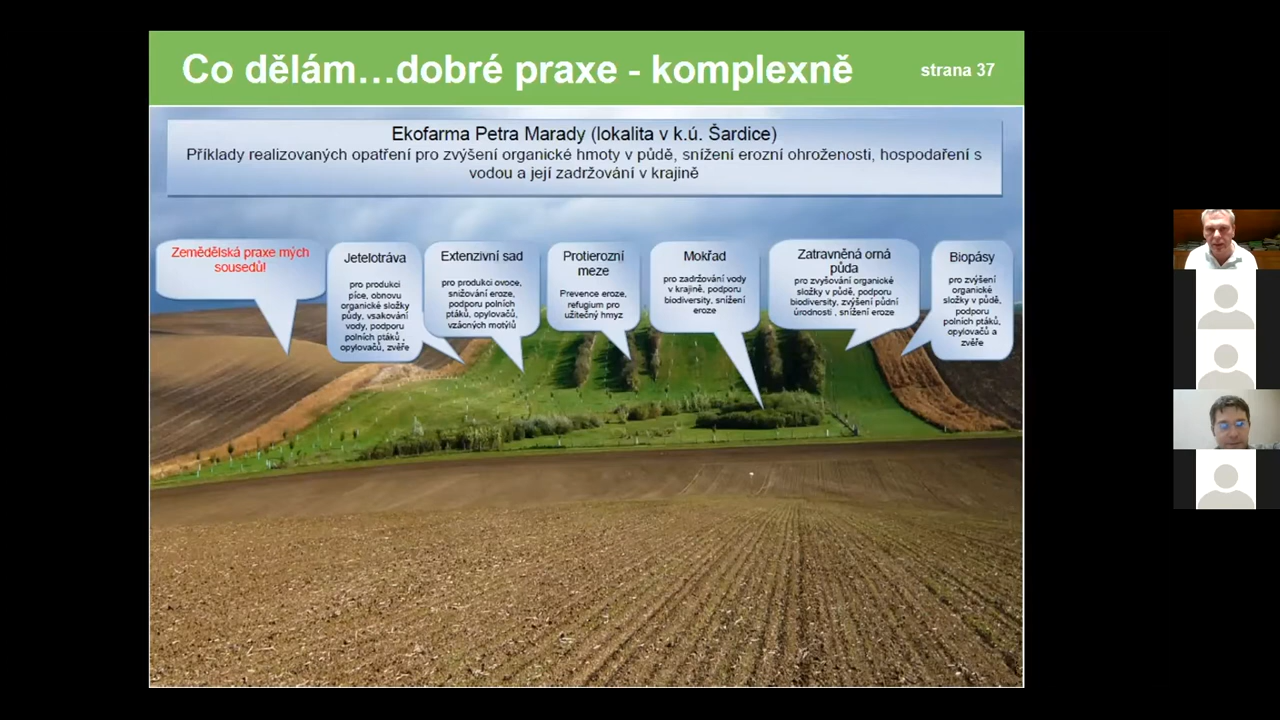 Co dělám...dobré praxe - komplexně
strana 37
Ekofarma Petra Marady (lokalita v k.ú. Šardice)
Příklady realizovaných opatření pro zvýšení organické hmoty v půdě, snížení erozní ohroženosti, hospodaření s
vodou a její zadržování v krajině
Zemědělská praxe mých
sousedů!
Jetelotráva
pro produkci
píce, obnovu
organické složky
půdy, vsakování
vody, podporu
polních ptáků ,
opylovačů, zvěře
Extenzivní sad
pro produkci ovoce,
snižování eroze,
podporu polních
ptáků, opylovačů,
vzácných motýlů
Protierozní
meze
Prevence eroze,
refugium pro
užitečný hmyz
Mokřad
pro zadržování vody
v krajině, podporu
biodiversity, snížení
eroze
Zatravněná orná
půda
pro zvyšování organické
složky v půdě, podporu
biodiversity, zvýšení půdní
úrodnosti , snížení eroze
Biopásy
pro zvýšení
organické
složky v půdě,
podporu
polních ptáků,
opylovačů a
zvěře